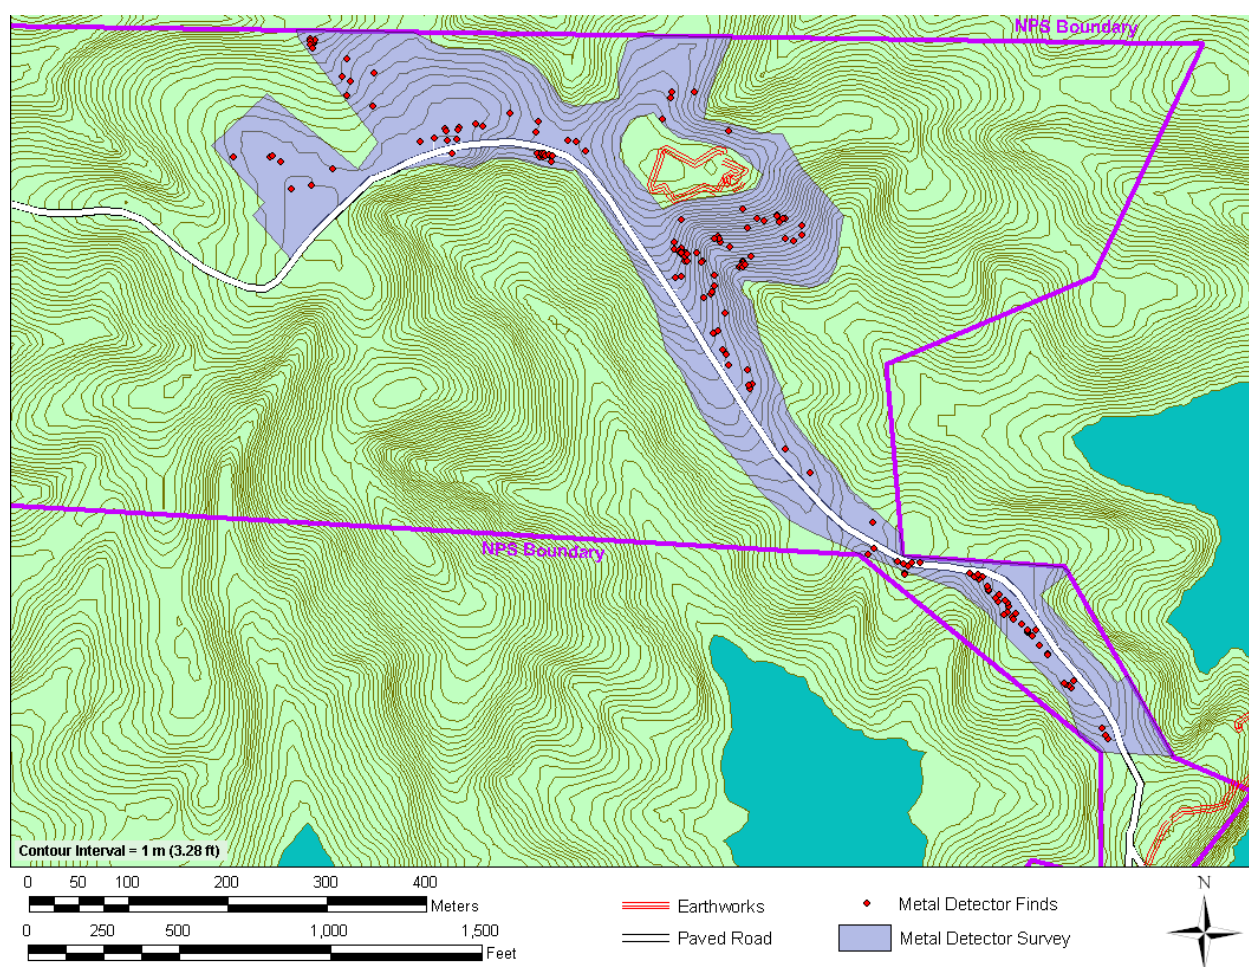 NPS Boundary
NPS Boundary
Contour Interval = 1 m (3.28 ft)
0 50 100 200 300 400
Meters
0 250 500 1,000 1,500
Feet
Earthworks
Paved Road
Metal Detector Finds
Metal Detector Survey
N